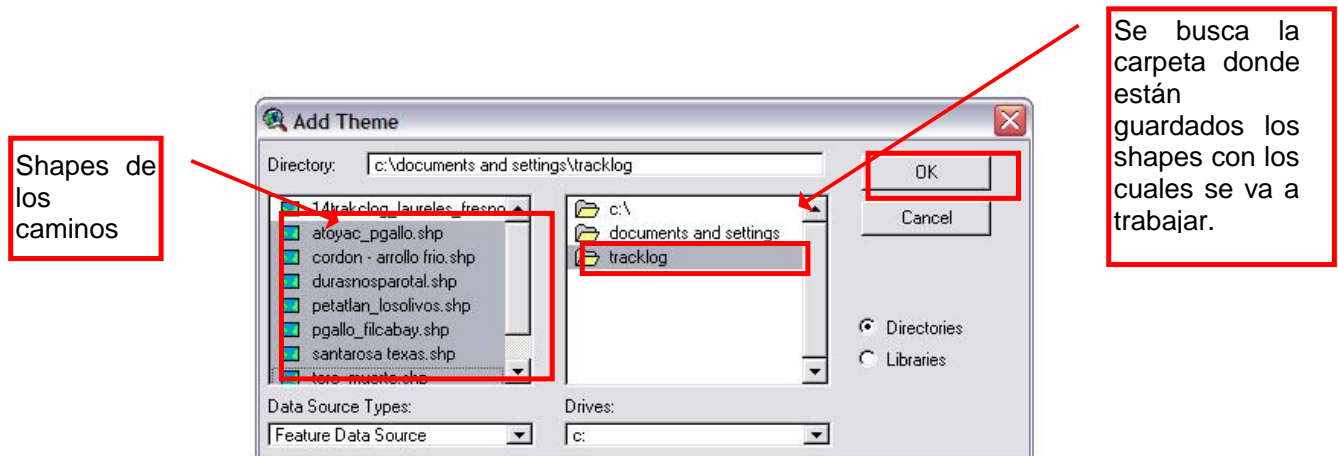 Se busca la
carpeta donde
están
guardados los
shapes con los
cuales se va a
trabajar.
Shapes de
los
caminos
Add Theme
Directory: c:\documents and settings\tracklog
OK
Cancel
14trakclog_laureles_fresno
atoyac_pgallo.shp
cordon - arrollo frio.shp
durasnosparotal.shp
petatlan_losolivos.shp
pgallo_filcabay.shp
santarosa texas.shp
c:\
documents and settings
tracklog
Directories
Libraries
Data Source Types:
Feature Data Source
Drives:
c: